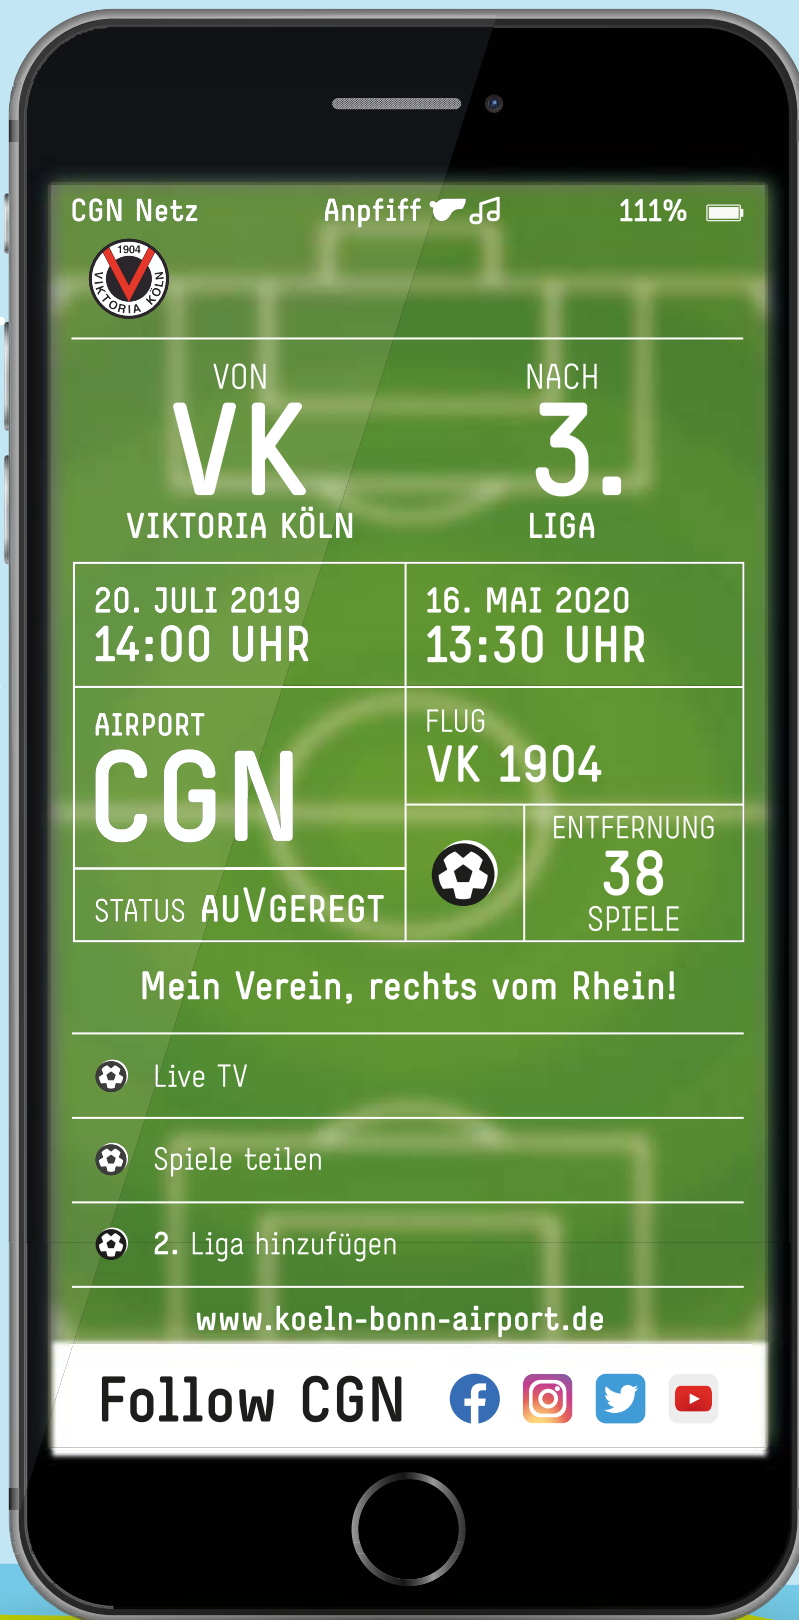 CGN Netz Anpfiff 111%
1904
VIKTORIA KÖLN
VON NACH
VK 3.
VIKTORIA KÖLN LIGA
20. JULI 2019 16. MAI 2020
14:00 UHR 13:30 UHR
AIRPORT
CGN
FLUG
VK 1904
STATUS AUVGEREGT
ENTFERNUNG
38
SPIELE
Mein Verein, rechts vom Rhein!
Live TV
Spiele teilen
2. Liga hinzufügen
www.koeln-bonn-airport.de
Follow CGN